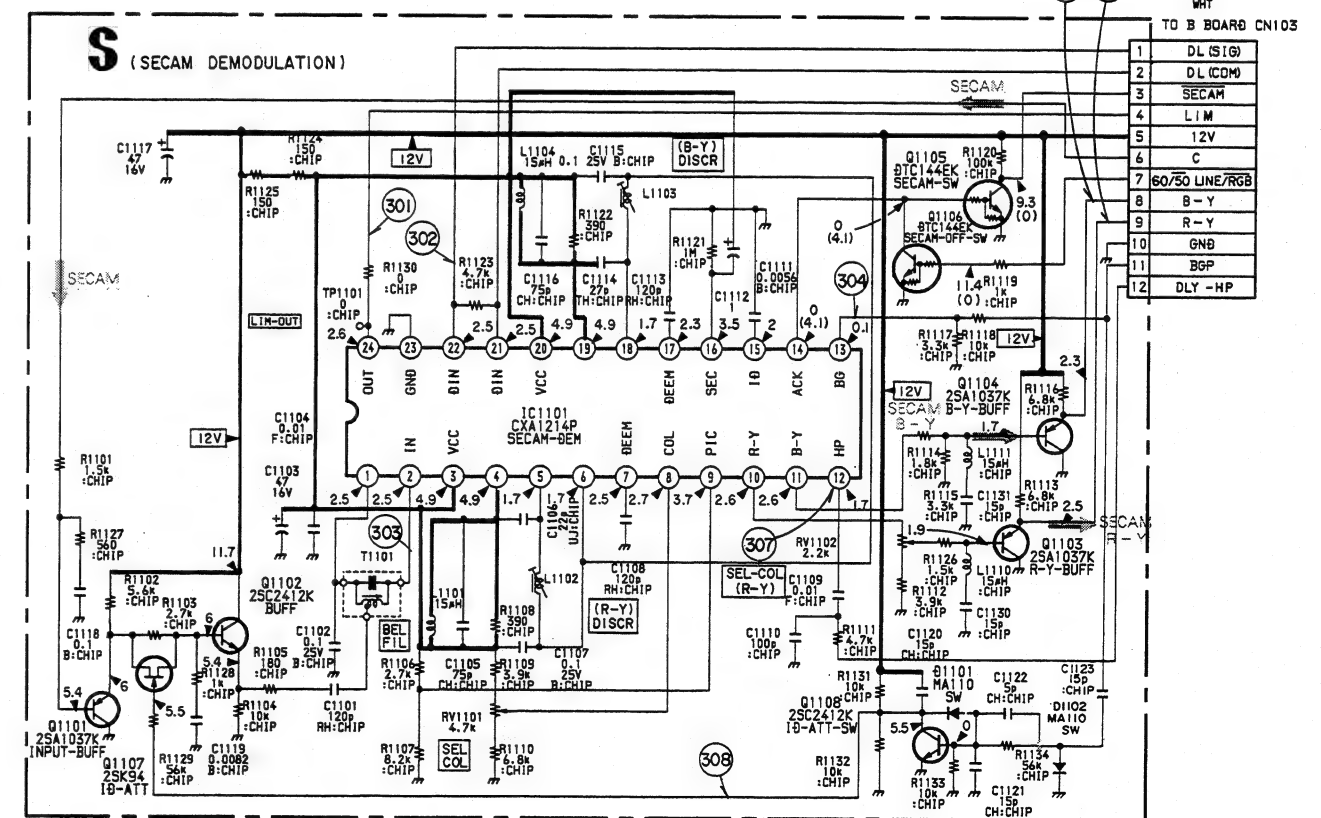 WHT
TO B BOARD CN103
S (SECAM DEMODULATION)
1 DL (SIG)
2 DL (COM)
3 SECAM
4 LIM
5 12V
6 C
7 60/50 LINE/RGB
8 B-Y
9 R-Y
10 GND
11 BGP
12 DLY-HP
SECAM
C1117
47
16V
R1124
150
:CHIP
R1125
150
:CHIP
12V
L1104
15µH
C1115
0.1 25V B:CHIP
(B-Y)
DISCR
L1103
R1122
390
:CHIP
Q1105
DTC144EK
SECAM-SW
R1120
100k
:CHIP
9.3
(0)
Q1106
DTC144EK
SECAM-OFF-SW
0
(4.1)
11.4
(0)
R1119
1k
:CHIP
301
302
R1130
0
:CHIP
R1123
4.7k
:CHIP
TP1101
0
:CHIP
C1116
75p
CH:CHIP
C1114
27p
TH:CHIP
C1113
120p
RH:CHIP
R1121
1M
:CHIP
C1112
1
C1111
0.0056
B:CHIP
304
SECAM
LIM-OUT
2.6
2.5
2.5
4.9
4.9
1.7
2.3
3.5
2
0
(4.1)
0.1
24 23 22 21 20 19 18 17 16 15 14 13
OUT GND DIN DIN VCC DEEM SEC ID ACK BG
IC1101
CXA1214P
SECAM-DEM
IN VCC DEEM COL PIC R-Y B-Y HP
1 2 3 4 5 6 7 8 9 10 11 12
2.5
2.5
4.9
4.9
1.7
1.7
2.5
2.7
3.7
2.6
2.6
1.7
R1117
3.3k
:CHIP
R1118
10k
:CHIP
12V
2.3
Q1104
2SA1037K
B-Y-BUFF
R1116
6.8k
:CHIP
12V
SECAM
B-Y
1.7
R1114
1.8k
:CHIP
L1111
15µH
R1115
3.3k
:CHIP
C1131
15p
:CHIP
R1113
6.8k
:CHIP
2.5
SECAM
R-Y
1.9
Q1103
2SA1037K
R-Y-BUFF
R1126
1.5k
:CHIP
L1110
15µH
R1112
3.9k
:CHIP
C1130
15p
:CHIP
C1104
0.01
F:CHIP
12V
C1103
47
16V
R1101
1.5k
:CHIP
R1127
560
:CHIP
11.7
303
T1101
C1106
22p
UJ:CHIP
L1102
L1101
15µH
C1108
120p
RH:CHIP
R1108
390
:CHIP
(R-Y)
DISCR
307
SEL-COL
(R-Y)
RV1102
2.2k
C1109
0.01
F:CHIP
C1110
100p
:CHIP
R1111
4.7k
:CHIP
R1102
5.6k
:CHIP
R1103
2.7k
:CHIP
Q1102
2SC2412K
BUFF
6
C1118
0.1
B:CHIP
R1105
180
:CHIP
C1102
0.1
25V
B:CHIP
BEL
FIL
5.4
R1128
1k
:CHIP
R1106
2.7k
:CHIP
C1105
75p
CH:CHIP
R1109
3.9k
:CHIP
C1107
0.1
25V
B:CHIP
5.4
6
5.5
R1104
10k
:CHIP
C1101
120p
RH:CHIP
RV1101
4.7k
Q1101
2SA1037K
INPUT-BUFF
Q1107
2SK94
ID-ATT
R1129
56k
:CHIP
C1119
0.0082
B:CHIP
R1107
8.2k
:CHIP
SEL
COL
R1110
6.8k
:CHIP
308
C1120
15p
CH:CHIP
R1131
10k
:CHIP
D1101
MA110
SW
C1122
5p
CH:CHIP
C1123
15p
:CHIP
D1102
MA110
SW
Q1108
2SC2412K
ID-ATT-SW
5.5
0
R1132
10k
:CHIP
R1133
10k
:CHIP
C1121
15p
CH:CHIP
R1134
56k
:CHIP